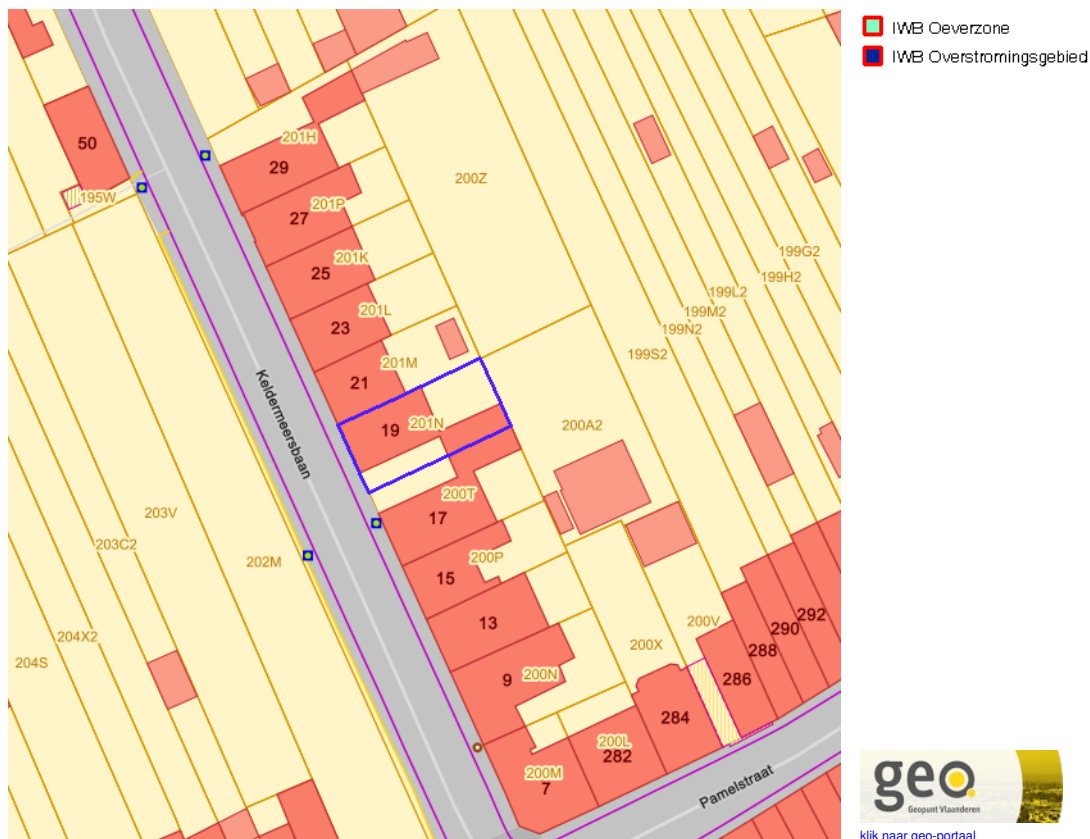 IWB Oeverzone
IWB Overstromingsgebied
50
195W
201H
29
200Z
27
201P
201K
25
199G2
199H2
199L2
199M2
199N2
199S2
201L
23
201M
21
Keldermeersbaan
201N
19
200A2
203V
203C2
202M
200T
17
200P
15
13
204X2
204S
200X
200V
292
290
288
286
284
200N
9
200L
282
200M
7
Pamelstraat
geo.
Geopunt Vlaanderen
klik naar geo-portaal